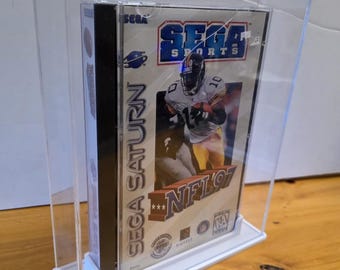 SEGA
SEGA
SPORTS
10
SEGA SATURN
NFL '97